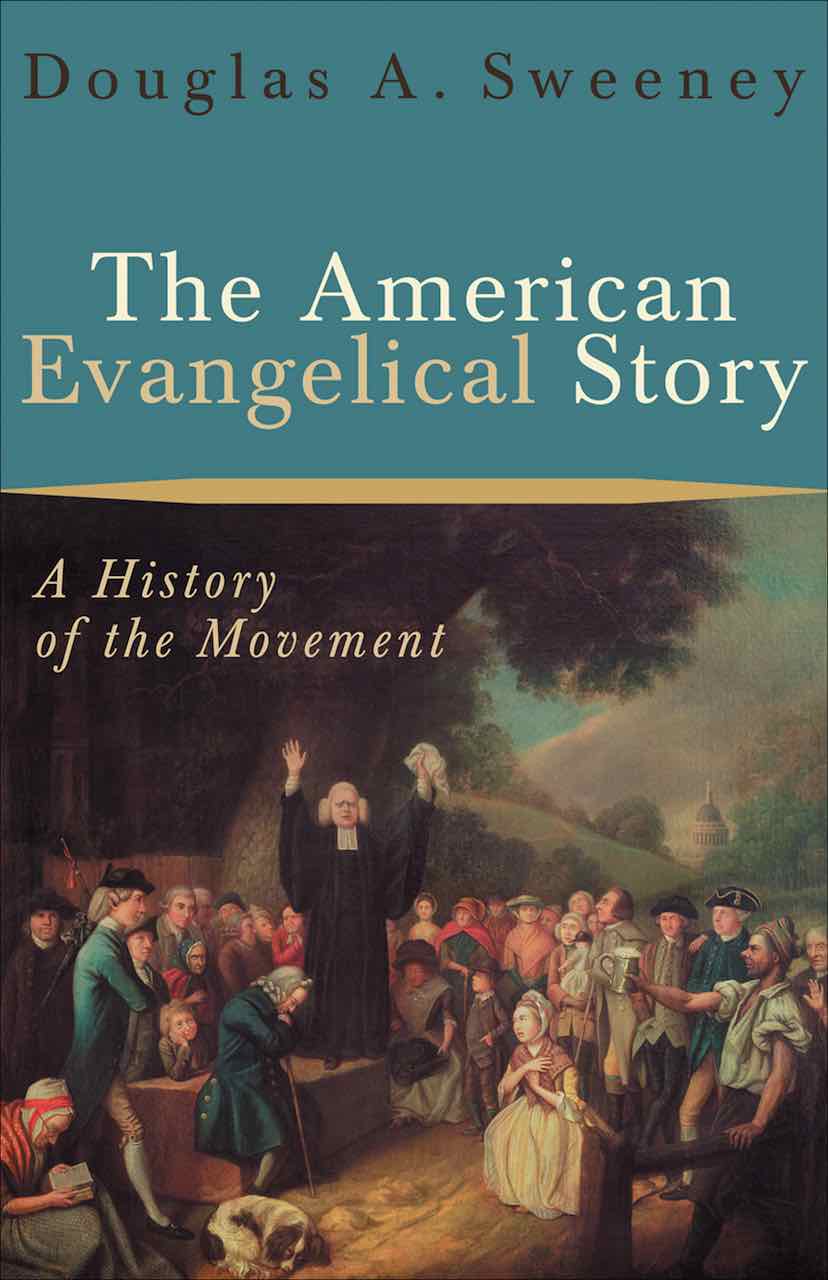 Douglas A. Sweeney
The American
Evangelical Story
A History
of the Movement